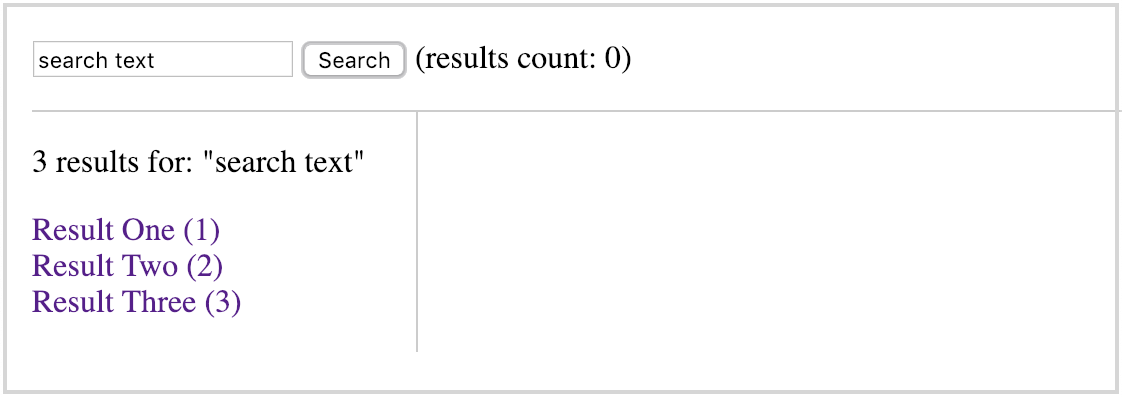 search text Search (results count: 0)
3 results for: "search text"
Result One (1)
Result Two (2)
Result Three (3)